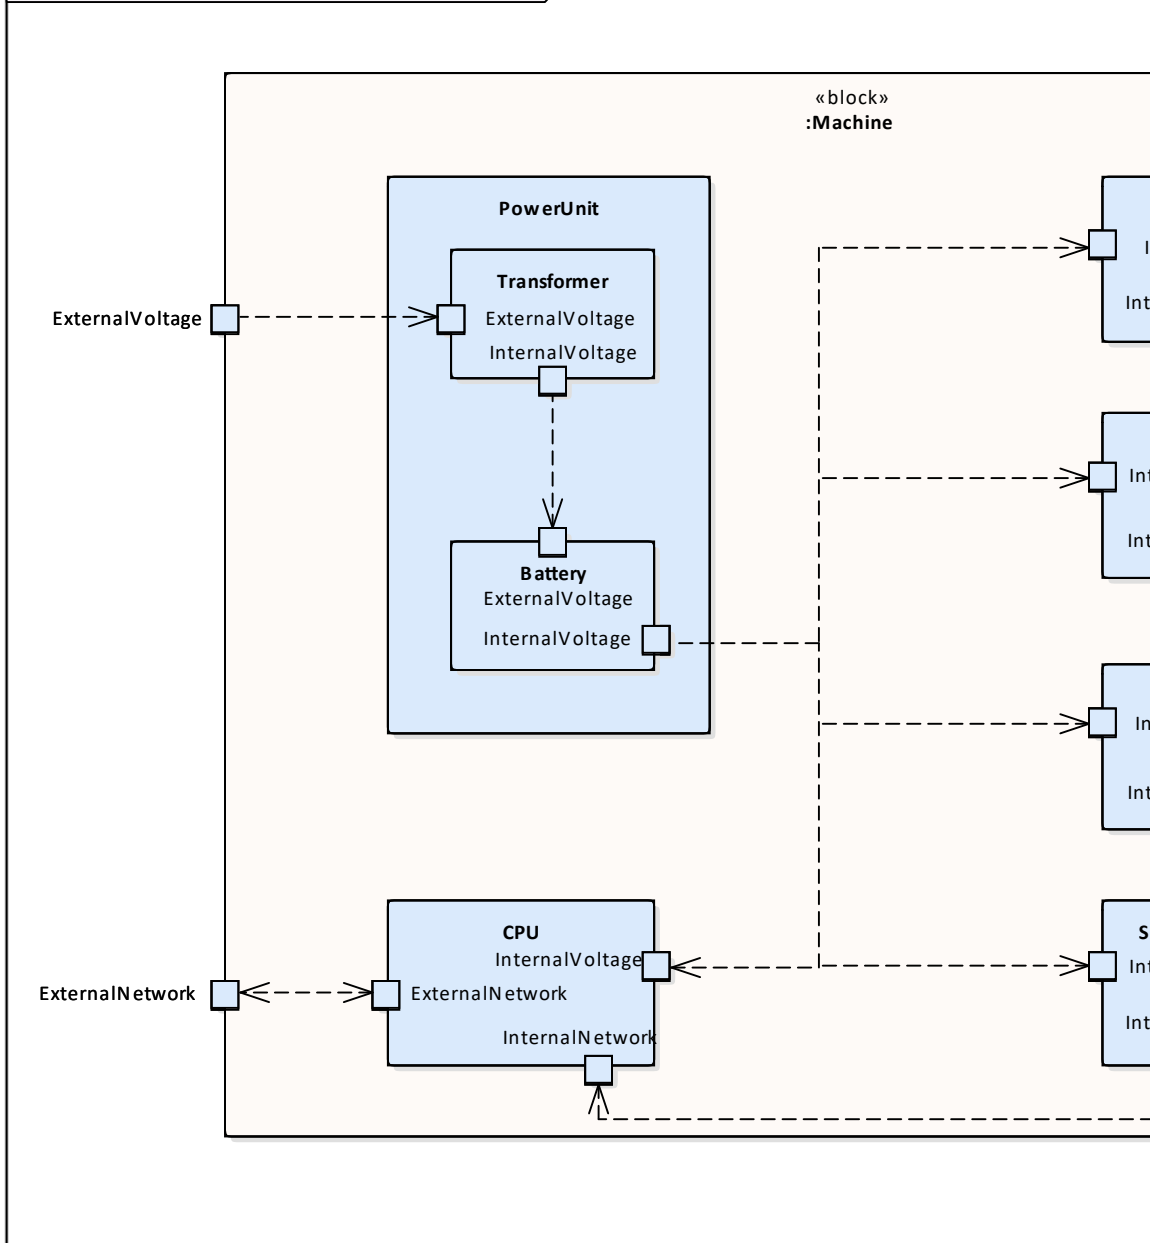 «block»
:Machine
PowerUnit
Transformer
ExternalVoltage
ExternalVoltage
InternalVoltage
Battery
ExternalVoltage
InternalVoltage
CPU
InternalVoltage
ExternalNetwork
ExternalNetwork
InternalNetwork